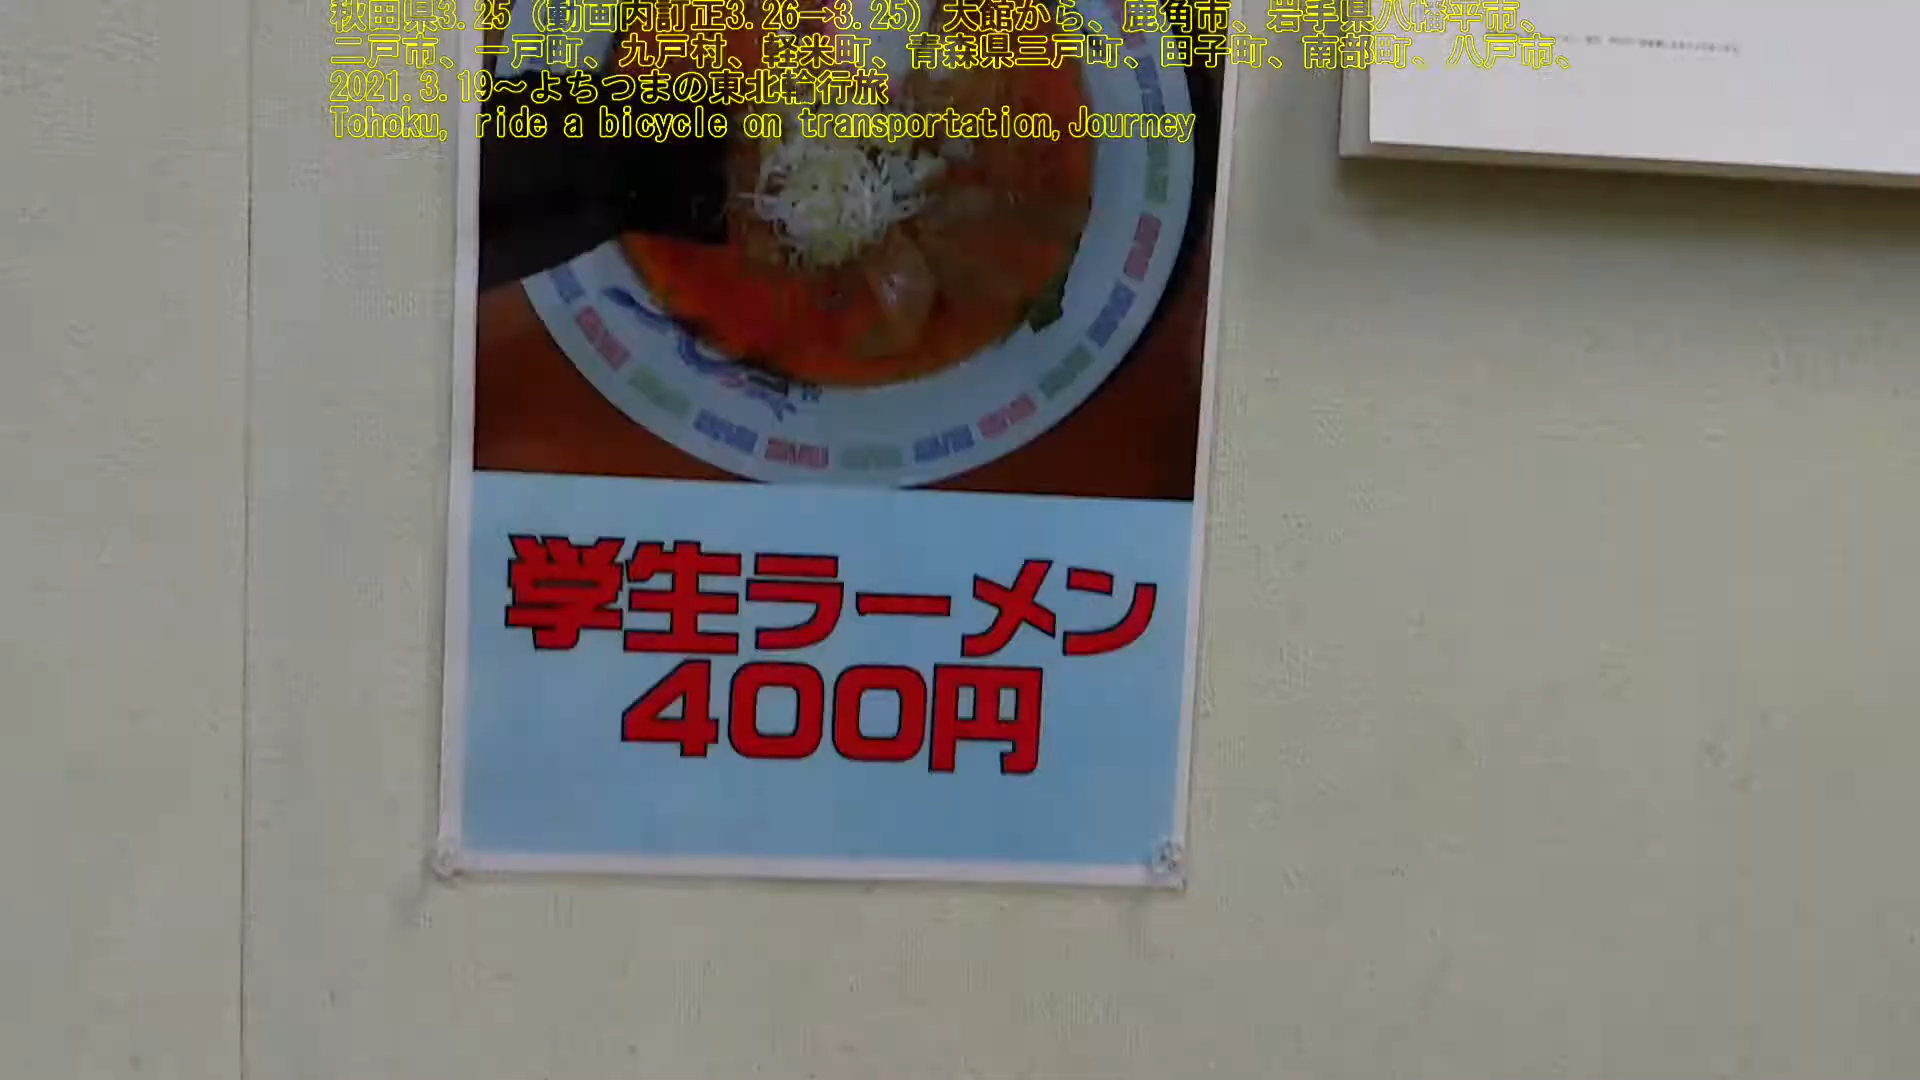 秋田県3.25（動画内訂正3.26→3.25）大館から、鹿角市、岩手県八幡平市、
二戸市、一戸町、九戸村、軽米町、青森県三戸町、田子町、南部町、八戸市、
2021.3.19～よちつまの東北輪行旅
Tohoku, ride a bicycle on transportation,Journey
学生ラーメン
400円